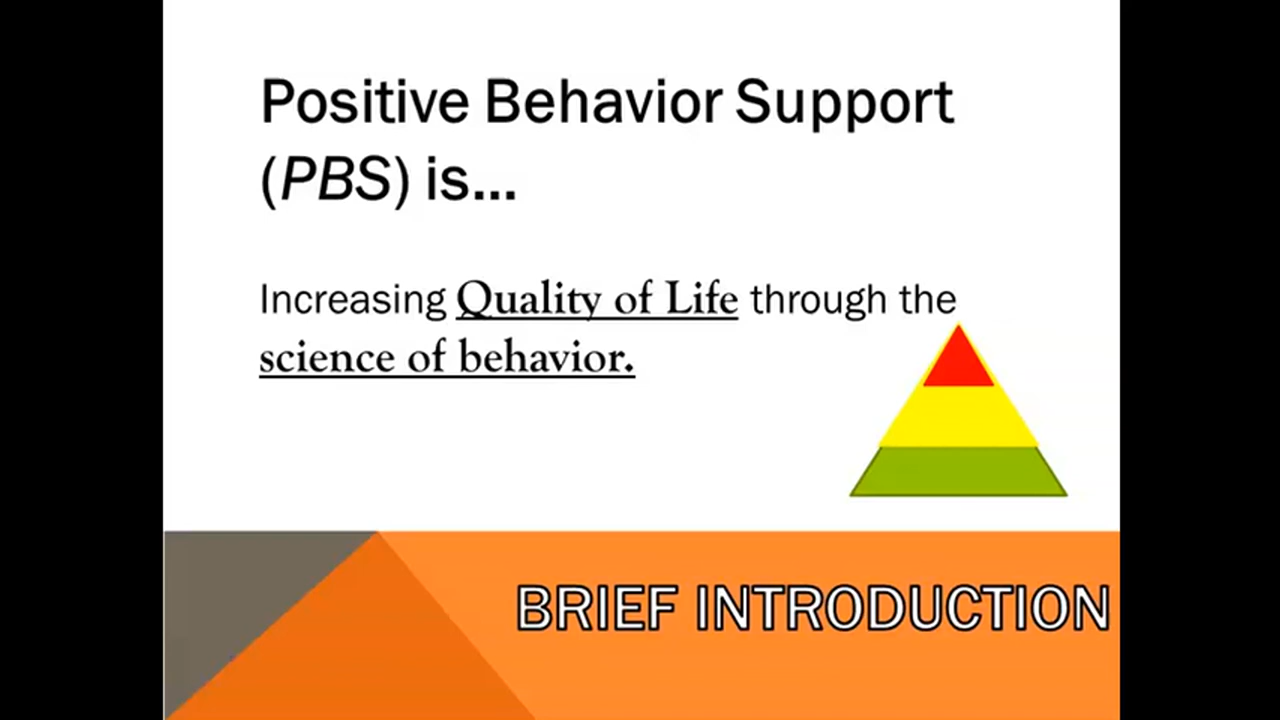 Positive Behavior Support
(PBS) is...
Increasing Quality of Life through the
science of behavior.
BRIEF INTRODUCTION